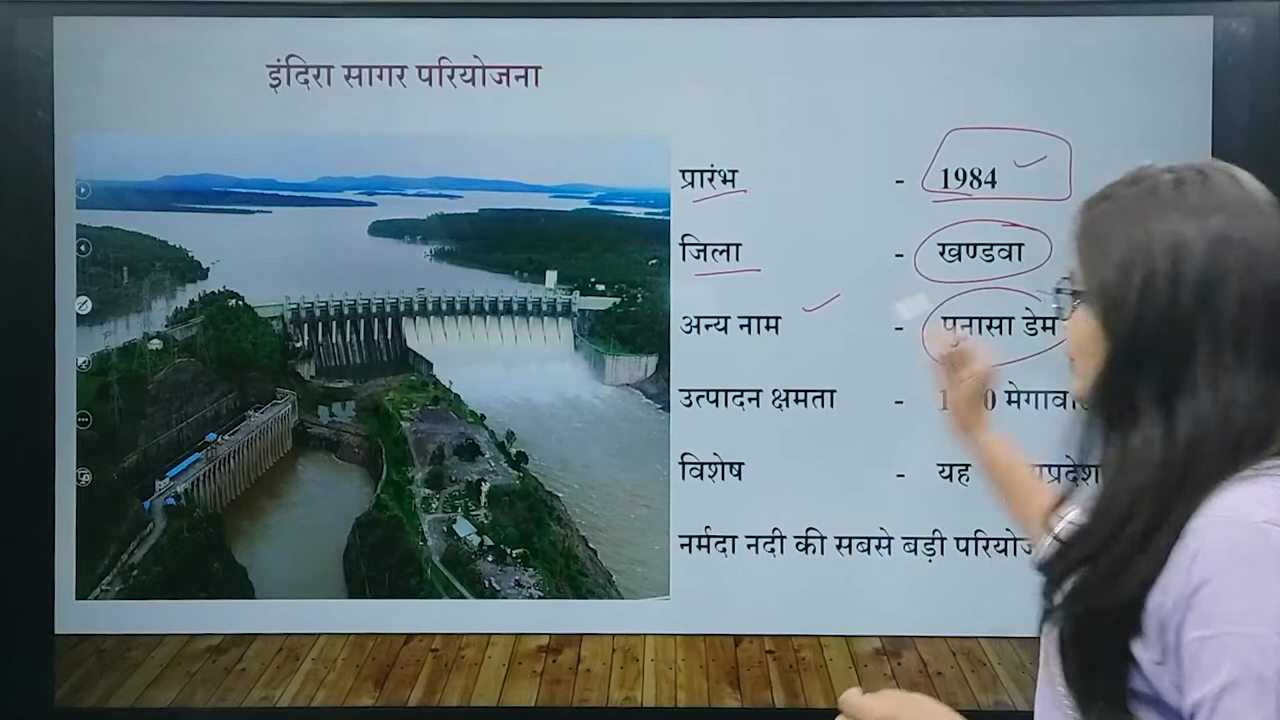 इंदिरा सागर परियोजना
प्रारंभ - 1984
जिला - खण्डवा
अन्य नाम - पुनासा डेम
उत्पादन क्षमता -
विशेष - यह
नर्मदा नदी की सबसे बड़ी